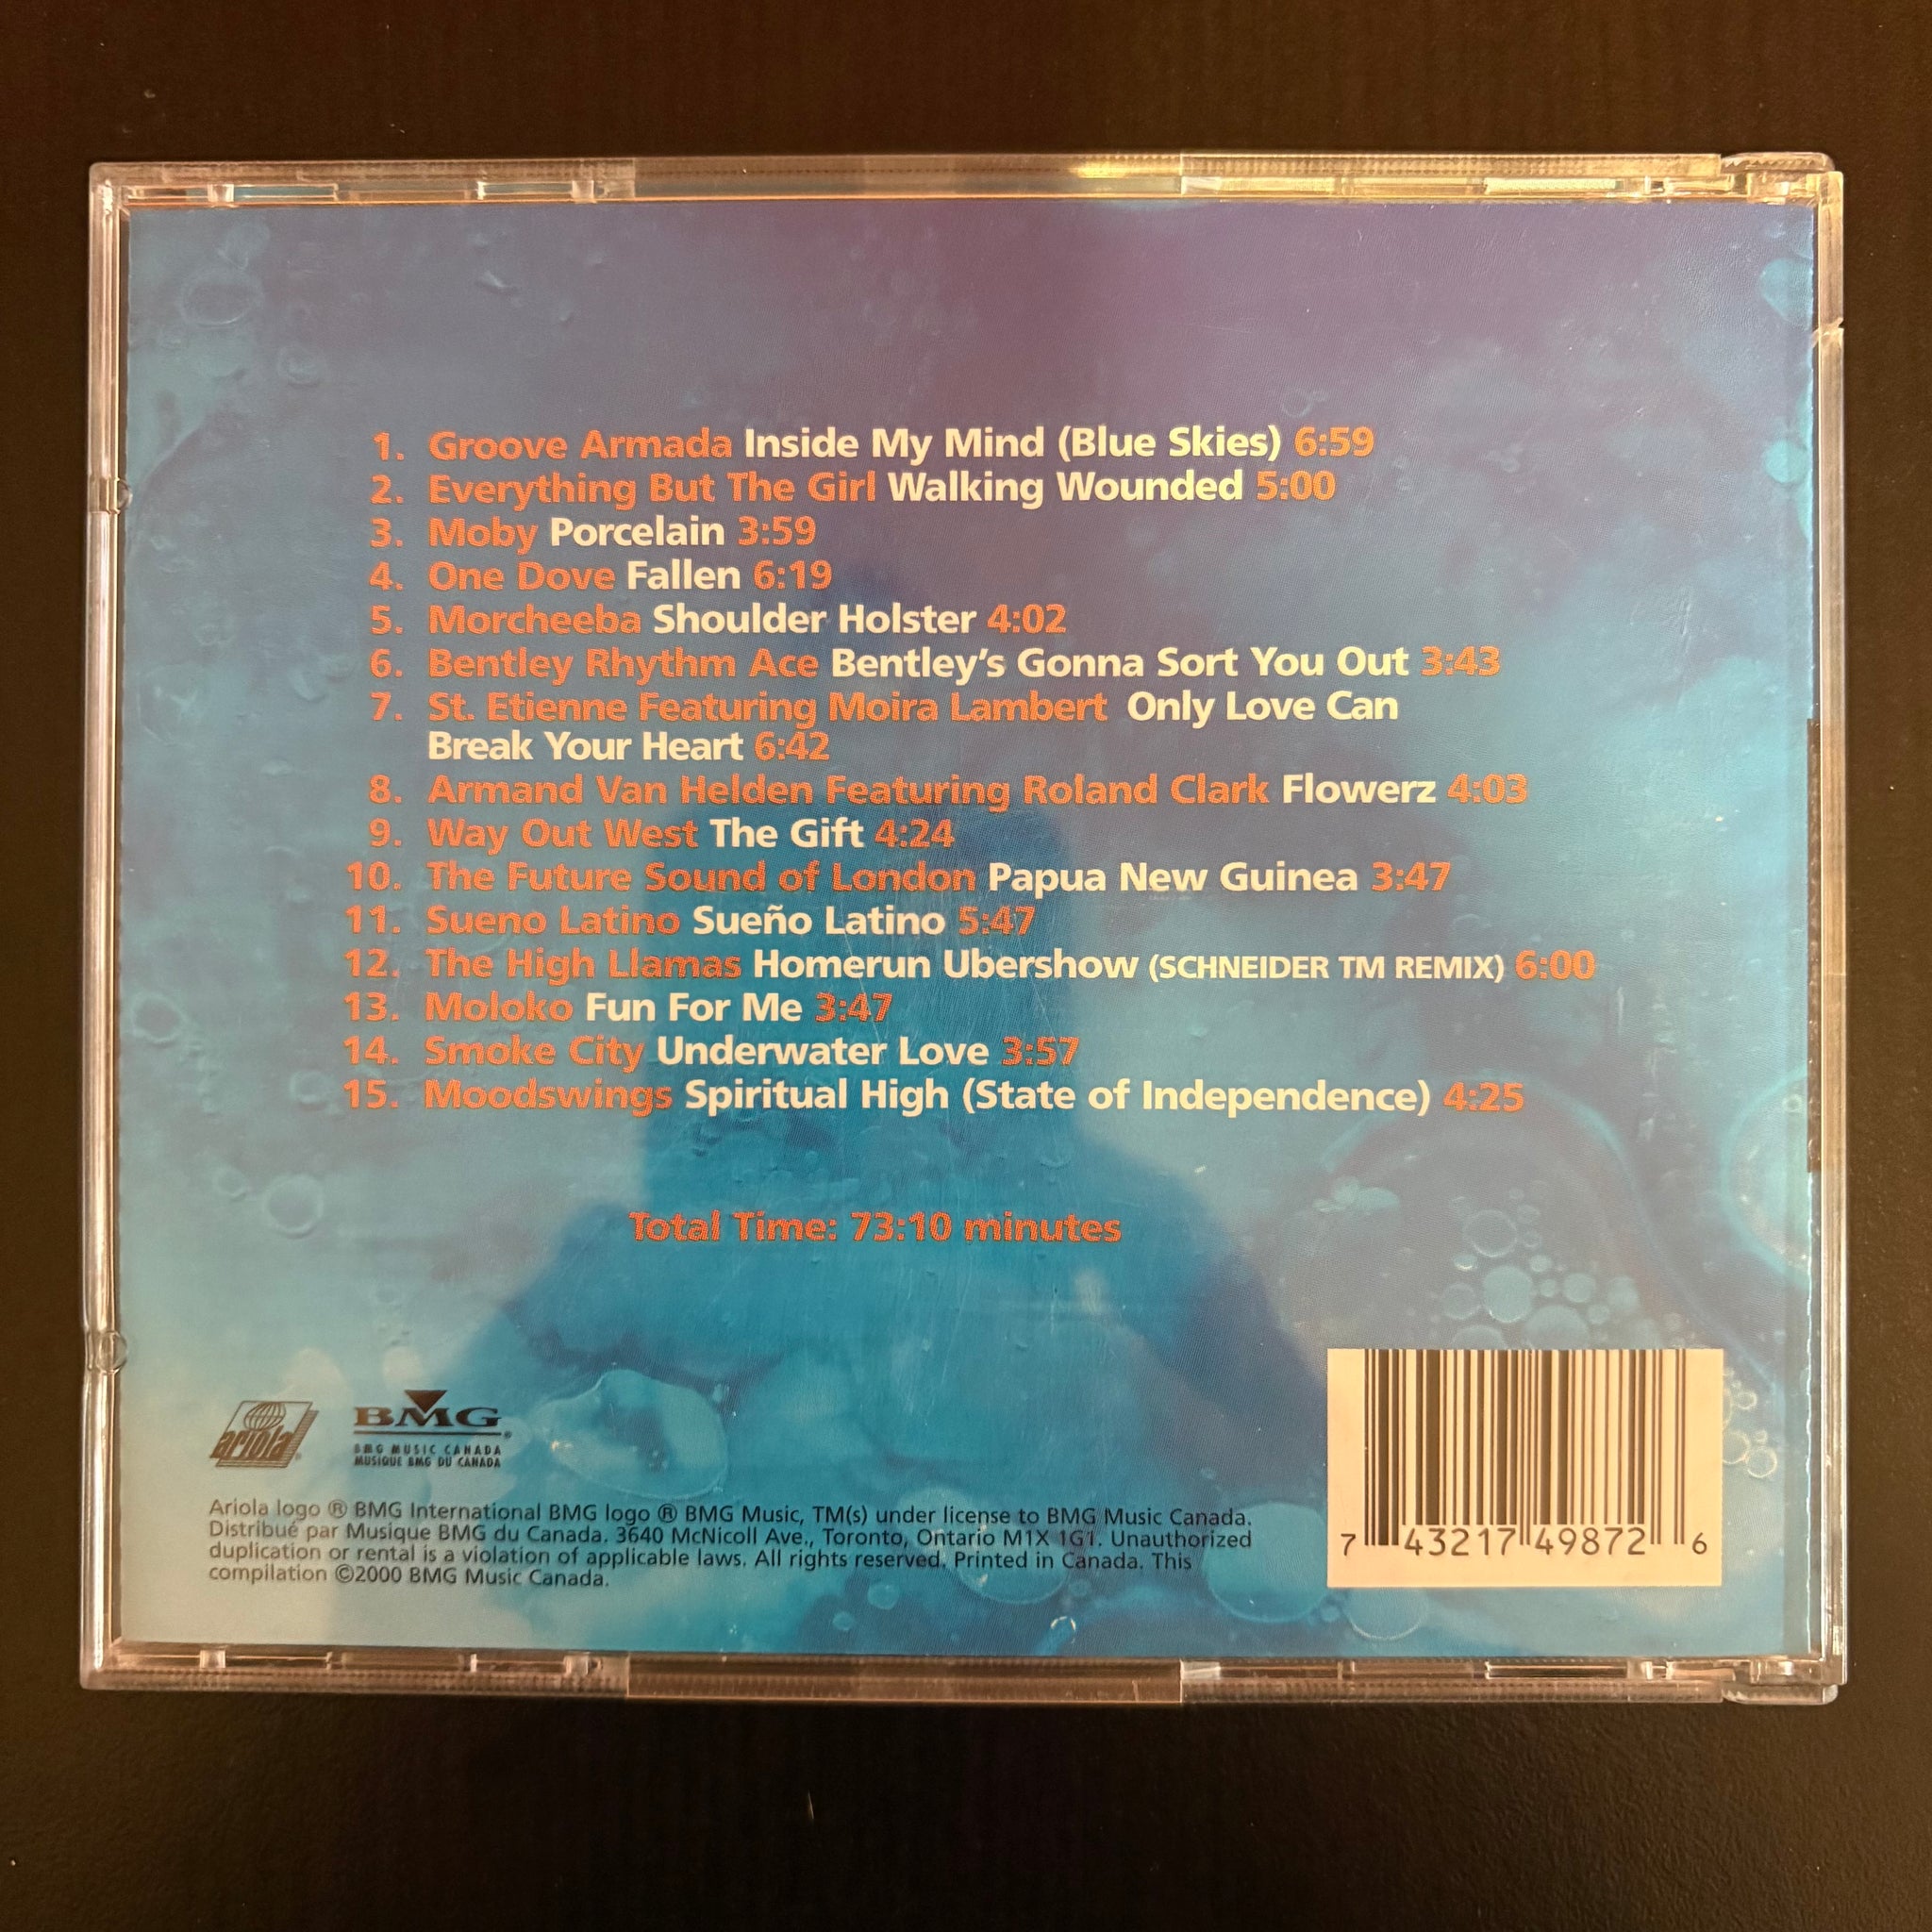 1. Groove Armada Inside My Mind (Blue Skies) 6:59
2. Everything But The Girl Walking Wounded 5:00
3. Moby Porcelain 3:59
4. One Dove Fallen 6:19
5. Morcheeba Shoulder Holster 4:02
6. Bentley Rhythm Ace Bentley's Gonna Sort You Out 3:43
7. St. Etienne Featuring Moira Lambert Only Love Can
Break Your Heart 6:42
8. Armand Van Helden Featuring Roland Clark Flowerz 4:03
9. Way Out West The Gift 4:24
10. The Future Sound of London Papua New Guinea 3:47
11. Sueno Latino Sueño Latino 5:47
12. The High Llamas Homerun Ubershow (SCHNEIDER TM REMIX) 6:00
13. Moloko Fun For Me 3:47
14. Smoke City Underwater Love 3:57
15. Moodswings Spiritual High (State of Independence) 4:25
Total Time: 73:10 minutes
ariola®
BMG®
BMG MUSIC CANADA
MUSIQUE BMG DU CANADA
Ariola logo ® BMG International BMG logo ® BMG Music, TM(s) under license to BMG Music Canada.
Distribué par Musique BMG du Canada. 3640 McNicoll Ave., Toronto, Ontario M1X 1G1. Unauthorized
duplication or rental is a violation of applicable laws. All rights reserved. Printed in Canada. This
compilation ©2000 BMG Music Canada.
7 43217 49872 6